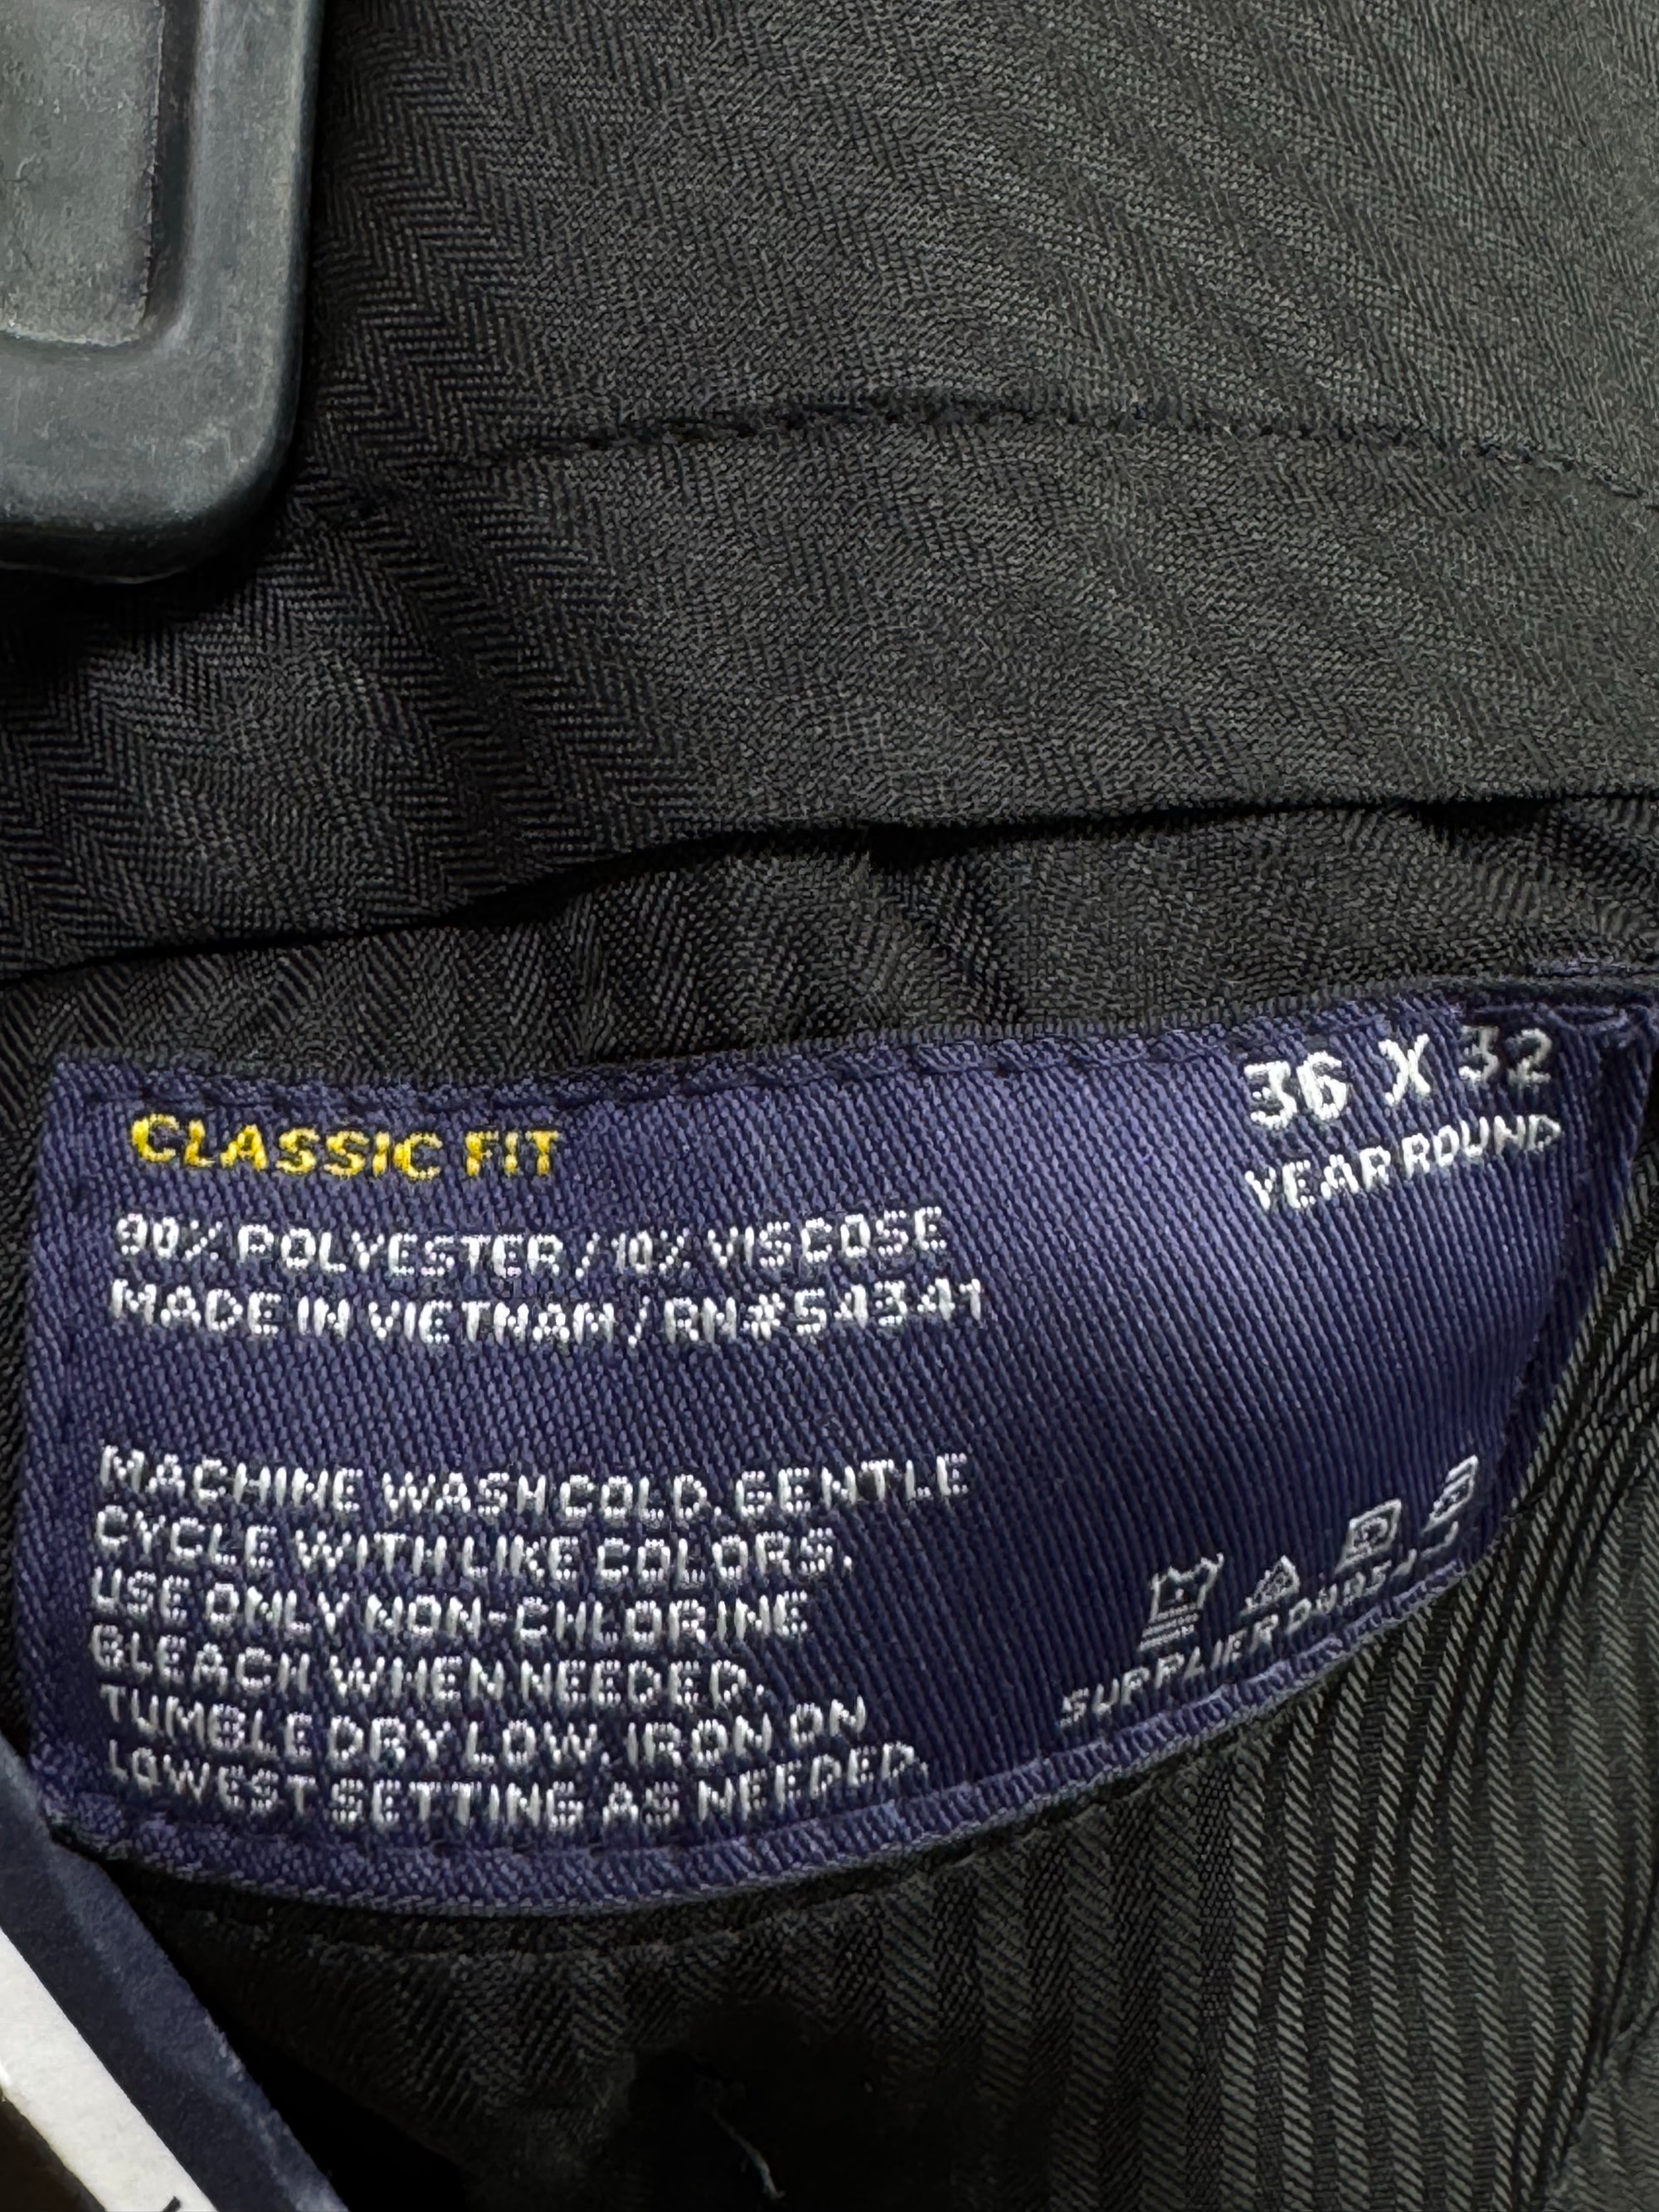 CLASSIC FIT
36 X 32
YEAR ROUND
90% POLYESTER / 10% VISCOSE
MADE IN VIETNAM / RN#54341
MACHINE WASH COLD, GENTLE
CYCLE WITH LIKE COLORS.
USE ONLY NON-CHLORINE
BLEACH WHEN NEEDED.
TUMBLE DRY LOW, IRON ON
LOWEST SETTING AS NEEDED.
SUPPLIER